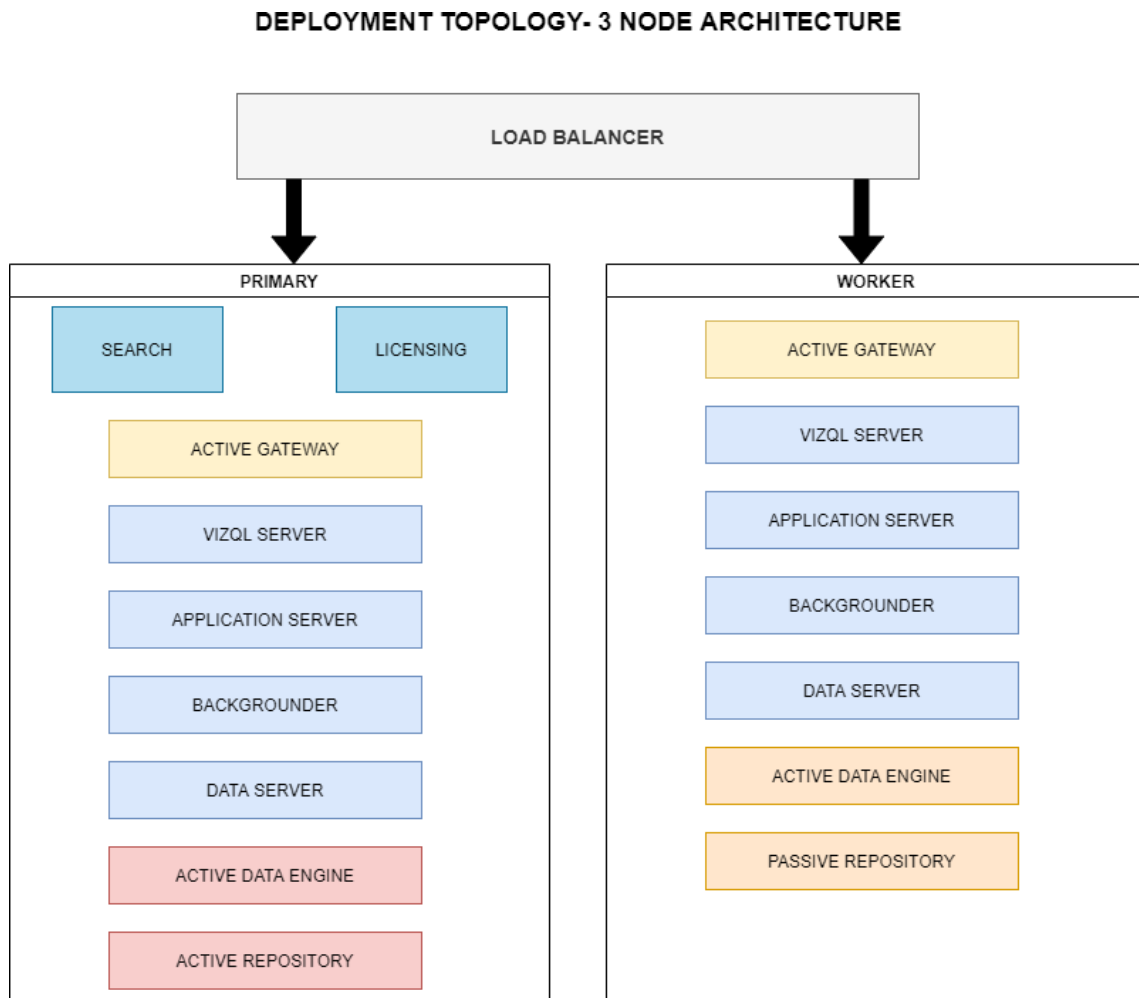 DEPLOYMENT TOPOLOGY- 3 NODE ARCHITECTURE
LOAD BALANCER
PRIMARY
SEARCH
LICENSING
ACTIVE GATEWAY
VIZQL SERVER
APPLICATION SERVER
BACKGROUNDER
DATA SERVER
ACTIVE DATA ENGINE
ACTIVE REPOSITORY
WORKER
ACTIVE GATEWAY
VIZQL SERVER
APPLICATION SERVER
BACKGROUNDER
DATA SERVER
ACTIVE DATA ENGINE
PASSIVE REPOSITORY